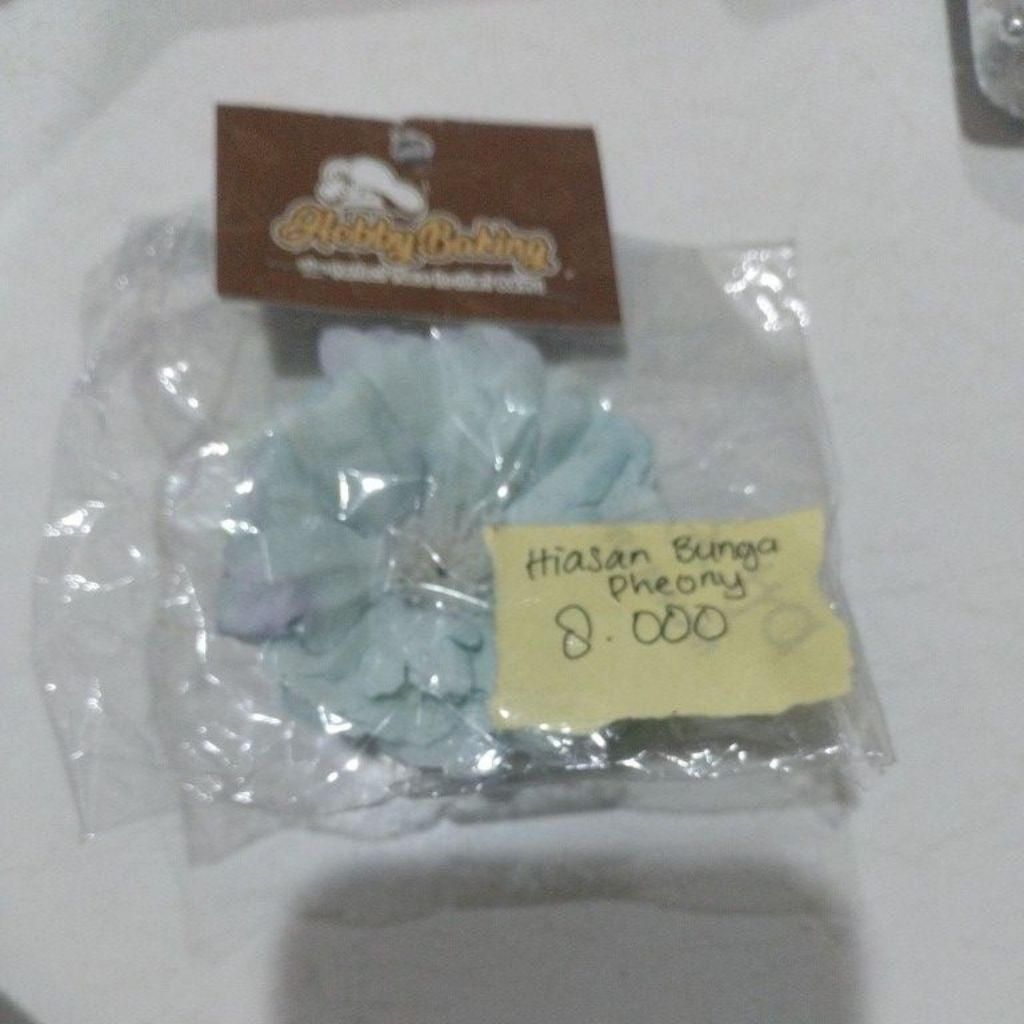 Hobby Baking
Hiasan Bunga
Pheony
8.000